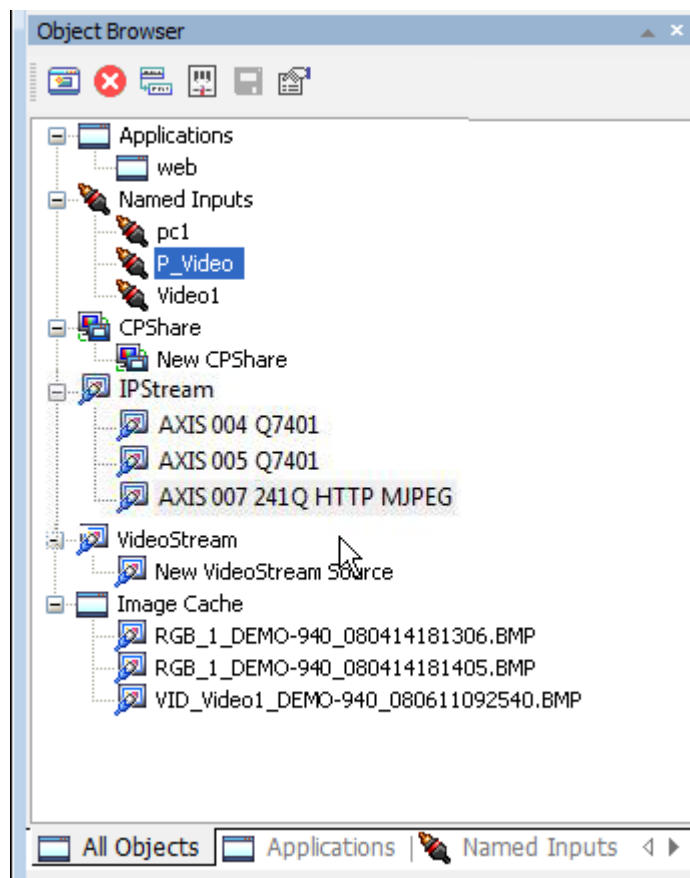 Object Browser
Applications
web
Named Inputs
pc1
P_Video
Video1
CPShare
New CPShare
IPStream
AXIS 004 Q7401
AXIS 005 Q7401
AXIS 007 241Q HTTP MJPEG
VideoStream
New VideoStream Source
Image Cache
RGB_1_DEMO-940_080414181306.BMP
RGB_1_DEMO-940_080414181405.BMP
VID_Video1_DEMO-940_080611092540.BMP
All Objects Applications Named Inputs